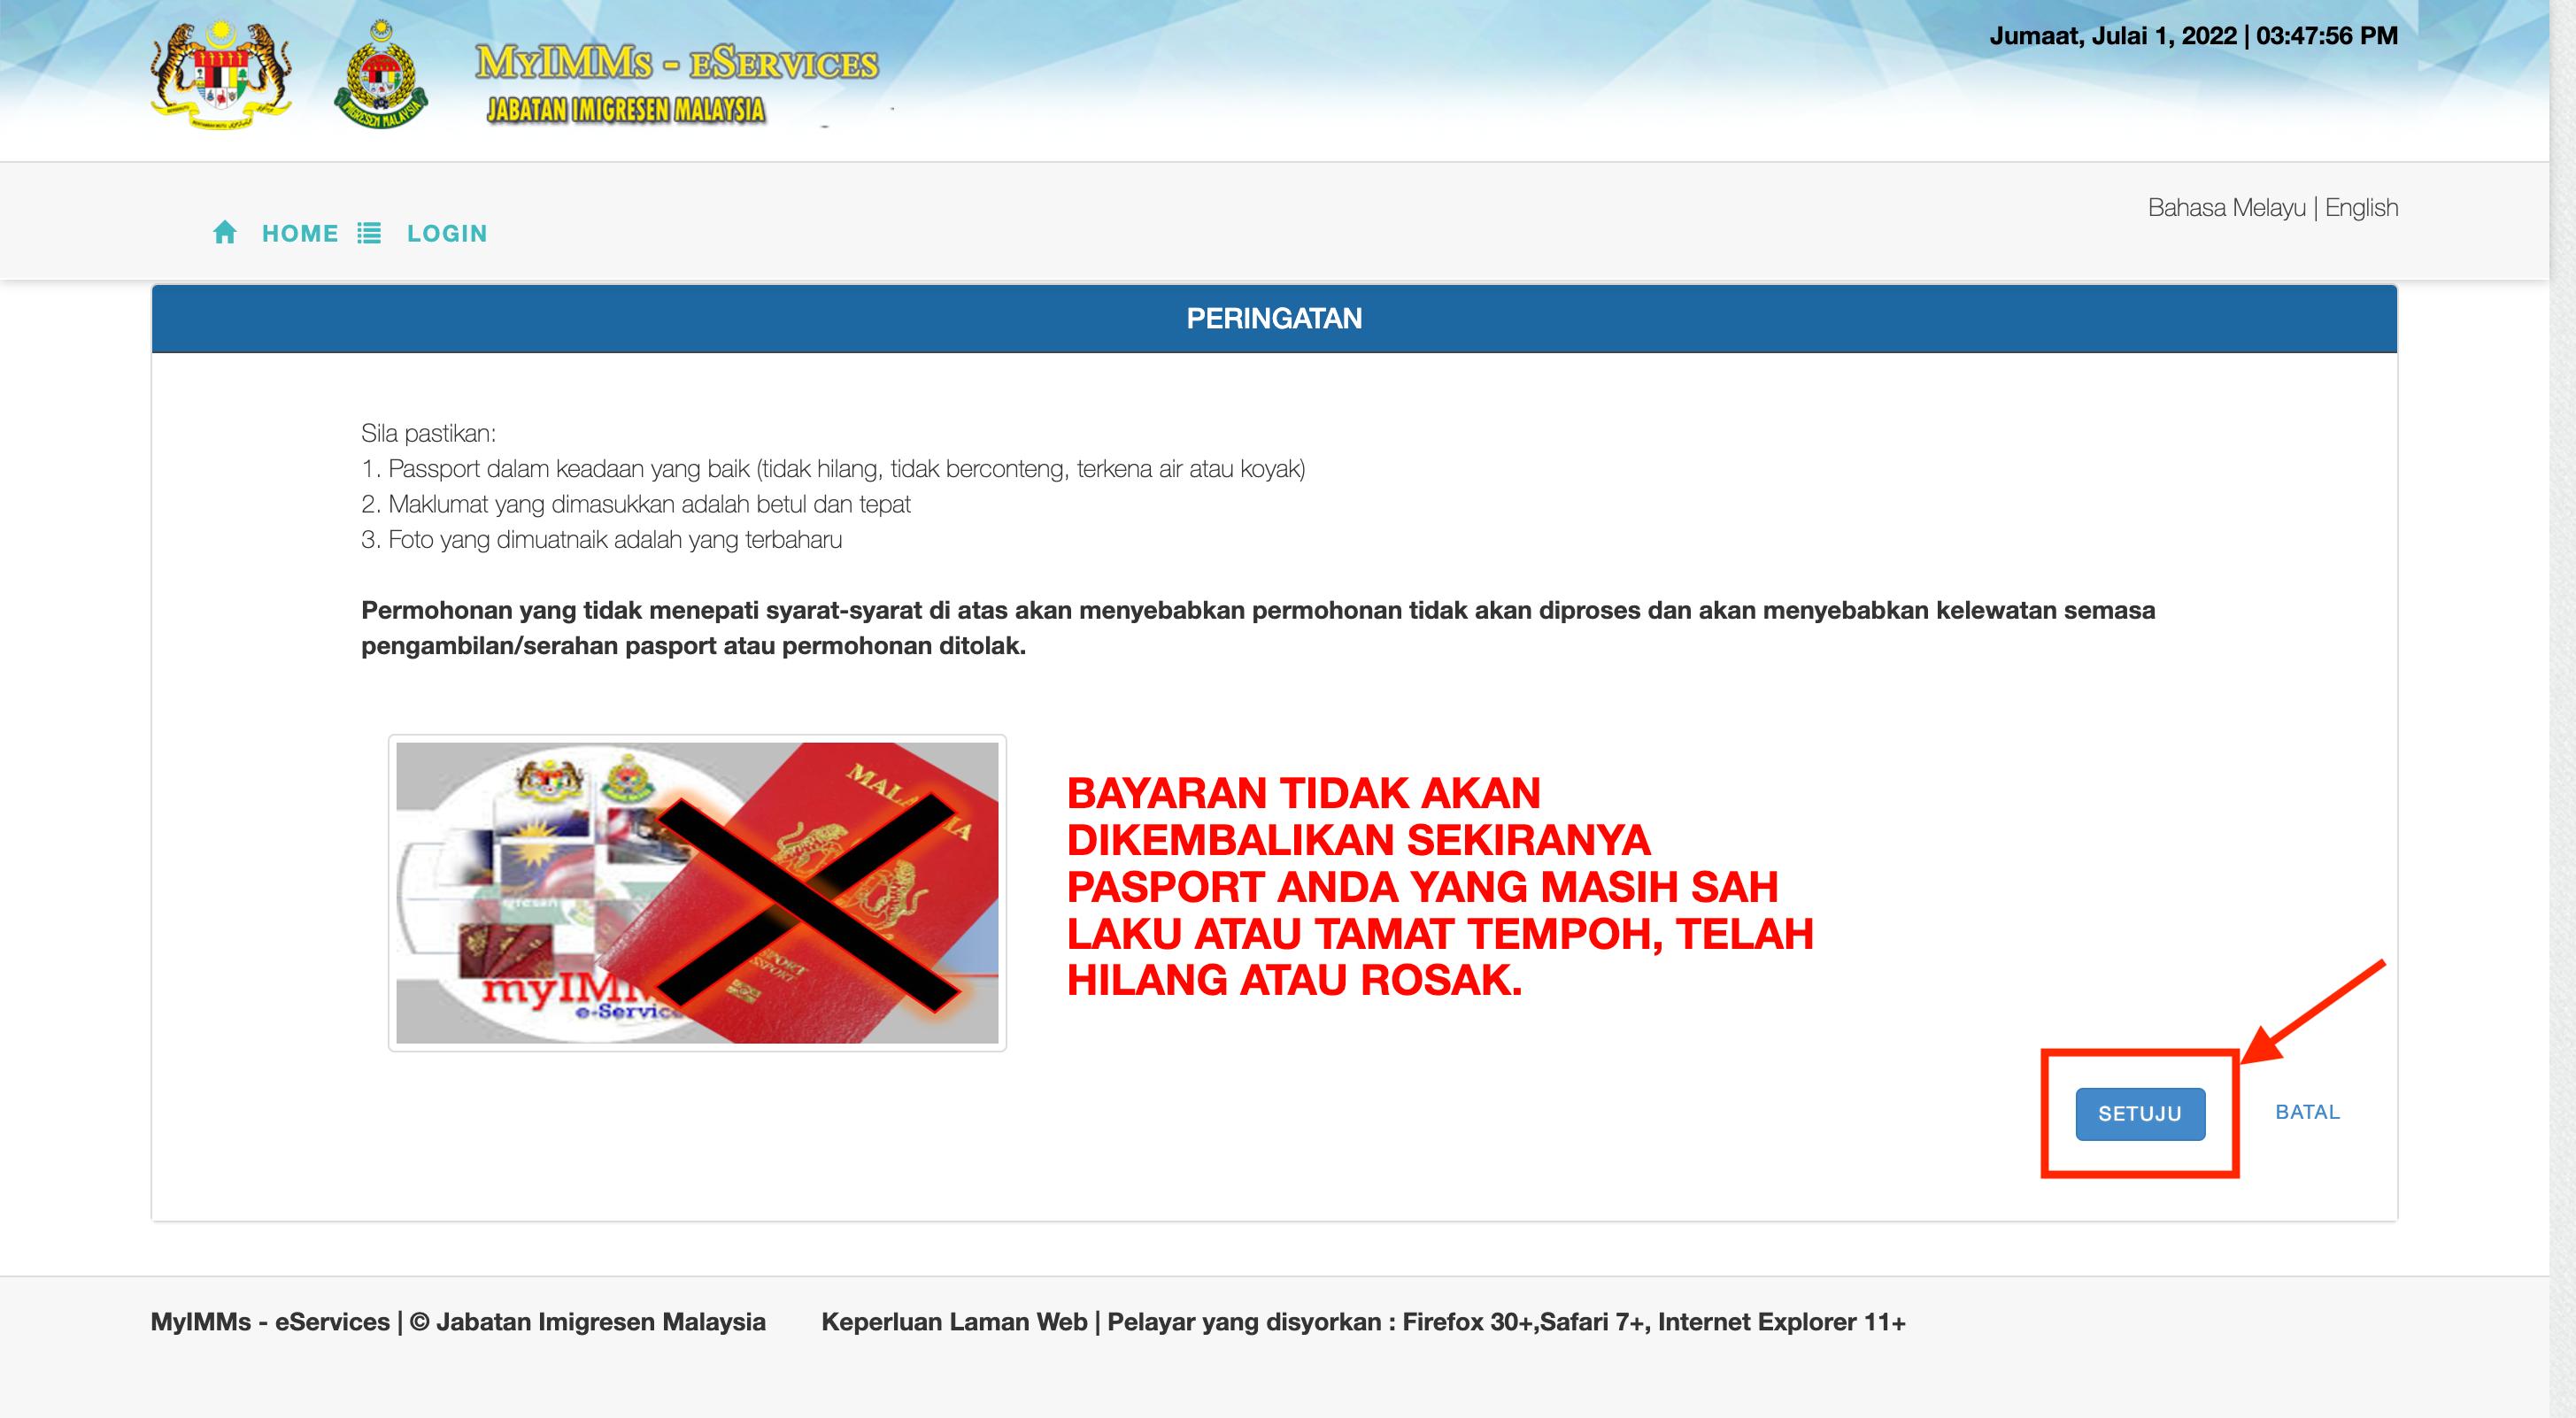 MyIMMs - eServices
JABATAN IMIGRESEN MALAYSIA
Jumaat, Julai 1, 2022 | 03:47:56 PM
HOME LOGIN
Bahasa Melayu | English
PERINGATAN
Sila pastikan:
1. Passport dalam keadaan yang baik (tidak hilang, tidak berconteng, terkena air atau koyak)
2. Maklumat yang dimasukkan adalah betul dan tepat
3. Foto yang dimuatnaik adalah yang terbaharu
Permohonan yang tidak menepati syarat-syarat di atas akan menyebabkan permohonan tidak akan diproses dan akan menyebabkan kelewatan semasa
pengambilan/serahan pasport atau permohonan ditolak.
BAYARAN TIDAK AKAN
DIKEMBALIKAN SEKIRANYA
PASPORT ANDA YANG MASIH SAH
LAKU ATAU TAMAT TEMPOH, TELAH
HILANG ATAU ROSAK.
SETUJU BATAL
MyIMMs - eServices | © Jabatan Imigresen Malaysia
Keperluan Laman Web | Pelayar yang disyorkan : Firefox 30+,Safari 7+, Internet Explorer 11+